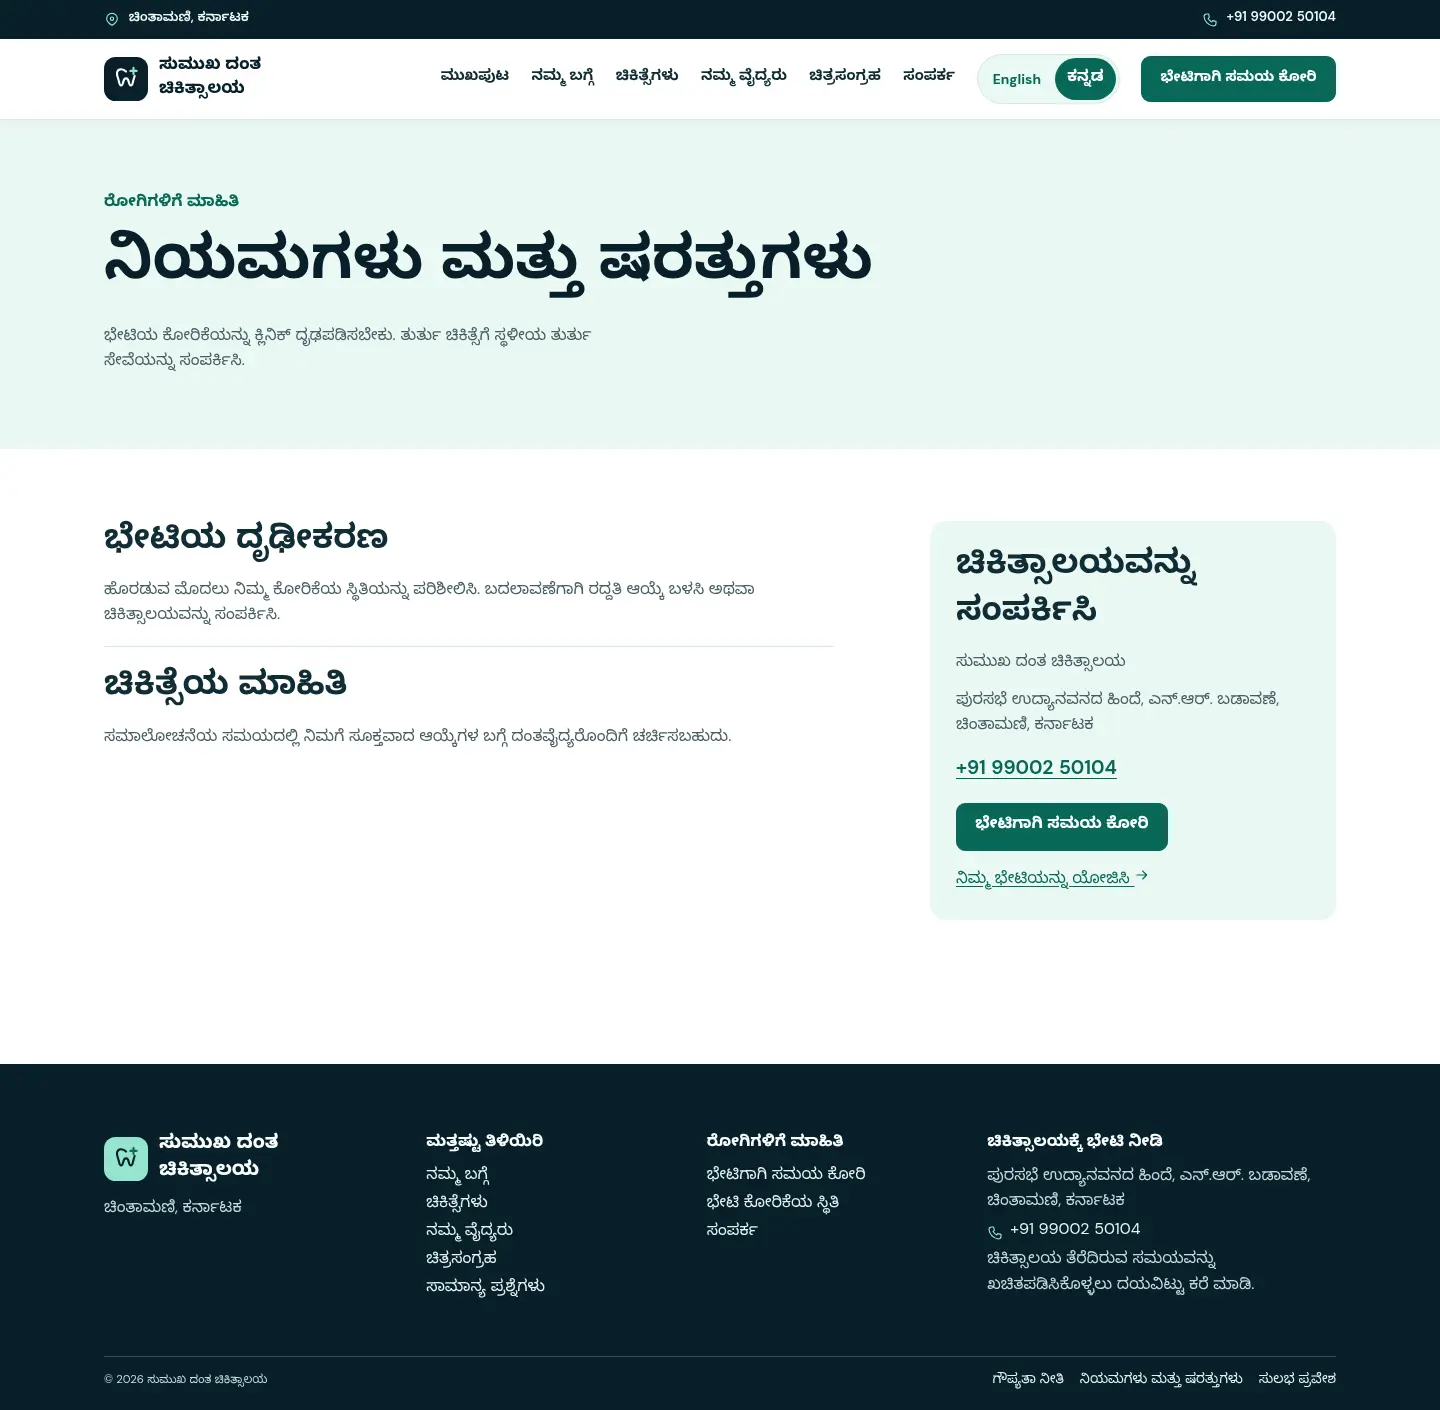 ಚಿಂತಾಮಣಿ, ಕರ್ನಾಟಕ
+91 99002 50104
ಸುಮುಖ ದಂತ
ಚಿಕಿತ್ಸಾಲಯ
ಮುಖಪುಟ
ನಮ್ಮ ಬಗ್ಗೆ
ಚಿಕಿತ್ಸೆಗಳು
ನಮ್ಮ ವೈದ್ಯರು
ಚಿತ್ರಸಂಗ್ರಹ
ಸಂಪರ್ಕ
English
ಕನ್ನಡ
ಭೇಟಿಗಾಗಿ ಸಮಯ ಕೋರಿ
ರೋಗಿಗಳಿಗೆ ಮಾಹಿತಿ
ನಿಯಮಗಳು ಮತ್ತು ಷರತ್ತುಗಳು
ಭೇಟಿಯ ಕೋರಿಕೆಯನ್ನು ಕ್ಲಿನಿಕ್ ದೃಢಪಡಿಸಬೇಕು. ತುರ್ತು ಚಿಕಿತ್ಸೆಗೆ ಸ್ಥಳೀಯ ತುರ್ತು
ಸೇವೆಯನ್ನು ಸಂಪರ್ಕಿಸಿ.
ಭೇಟಿಯ ದೃಢೀಕರಣ
ಹೊರಡುವ ಮೊದಲು ನಿಮ್ಮ ಕೋರಿಕೆಯ ಸ್ಥಿತಿಯನ್ನು ಪರಿಶೀಲಿಸಿ. ಬದಲಾವಣೆಗಾಗಿ ರದ್ದತಿ ಆಯ್ಕೆ ಬಳಸಿ ಅಥವಾ
ಚಿಕಿತ್ಸಾಲಯವನ್ನು ಸಂಪರ್ಕಿಸಿ.
ಚಿಕಿತ್ಸೆಯ ಮಾಹಿತಿ
ಸಮಾಲೋಚನೆಯ ಸಮಯದಲ್ಲಿ ನಿಮಗೆ ಸೂಕ್ತವಾದ ಆಯ್ಕೆಗಳ ಬಗ್ಗೆ ದಂತವೈದ್ಯರೊಂದಿಗೆ ಚರ್ಚಿಸಬಹುದು.
ಚಿಕಿತ್ಸಾಲಯವನ್ನು
ಸಂಪರ್ಕಿಸಿ
ಸುಮುಖ ದಂತ ಚಿಕಿತ್ಸಾಲಯ
ಪುರಸಭೆ ಉದ್ಯಾನವನದ ಹಿಂದೆ, ಎನ್.ಆರ್. ಬಡಾವಣೆ,
ಚಿಂತಾಮಣಿ, ಕರ್ನಾಟಕ
+91 99002 50104
ಭೇಟಿಗಾಗಿ ಸಮಯ ಕೋರಿ
ನಿಮ್ಮ ಭೇಟಿಯನ್ನು ಯೋಜಿಸಿ →
ಸುಮುಖ ದಂತ
ಚಿಕಿತ್ಸಾಲಯ
ಚಿಂತಾಮಣಿ, ಕರ್ನಾಟಕ
ಮತ್ತಷ್ಟು ತಿಳಿಯಿರಿ
ನಮ್ಮ ಬಗ್ಗೆ
ಚಿಕಿತ್ಸೆಗಳು
ನಮ್ಮ ವೈದ್ಯರು
ಚಿತ್ರಸಂಗ್ರಹ
ಸಾಮಾನ್ಯ ಪ್ರಶ್ನೆಗಳು
ರೋಗಿಗಳಿಗೆ ಮಾಹಿತಿ
ಭೇಟಿಗಾಗಿ ಸಮಯ ಕೋರಿ
ಭೇಟಿ ಕೋರಿಕೆಯ ಸ್ಥಿತಿ
ಸಂಪರ್ಕ
ಚಿಕಿತ್ಸಾಲಯಕ್ಕೆ ಭೇಟಿ ನೀಡಿ
ಪುರಸಭೆ ಉದ್ಯಾನವನದ ಹಿಂದೆ, ಎನ್.ಆರ್. ಬಡಾವಣೆ,
ಚಿಂತಾಮಣಿ, ಕರ್ನಾಟಕ
+91 99002 50104
ಚಿಕಿತ್ಸಾಲಯ ತೆರೆದಿರುವ ಸಮಯವನ್ನು
ಖಚಿತಪಡಿಸಿಕೊಳ್ಳಲು ದಯವಿಟ್ಟು ಕರೆ ಮಾಡಿ.
© 2026 ಸುಮುಖ ದಂತ ಚಿಕಿತ್ಸಾಲಯ
ಗೌಪ್ಯತಾ ನೀತಿ
ನಿಯಮಗಳು ಮತ್ತು ಷರತ್ತುಗಳು
ಸುಲಭ ಪ್ರವೇಶ